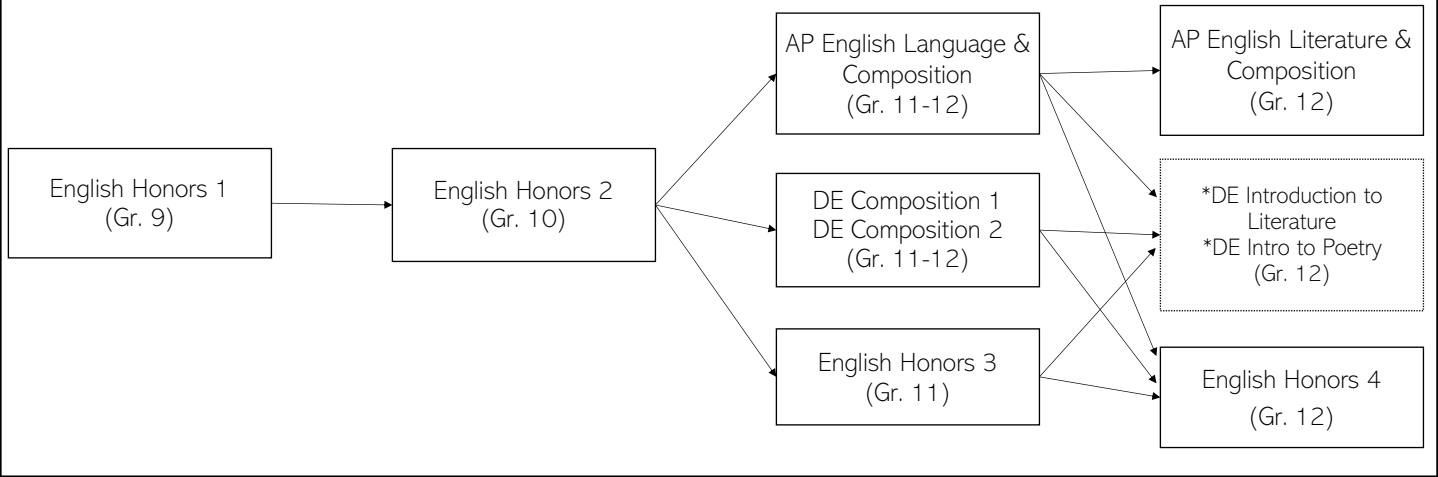 English Honors 1
(Gr. 9)
English Honors 2
(Gr. 10)
AP English Language &
Composition
(Gr. 11-12)
DE Composition 1
DE Composition 2
(Gr. 11-12)
English Honors 3
(Gr. 11)
AP English Literature &
Composition
(Gr. 12)
*DE Introduction to
Literature
*DE Intro to Poetry
(Gr. 12)
English Honors 4
(Gr. 12)